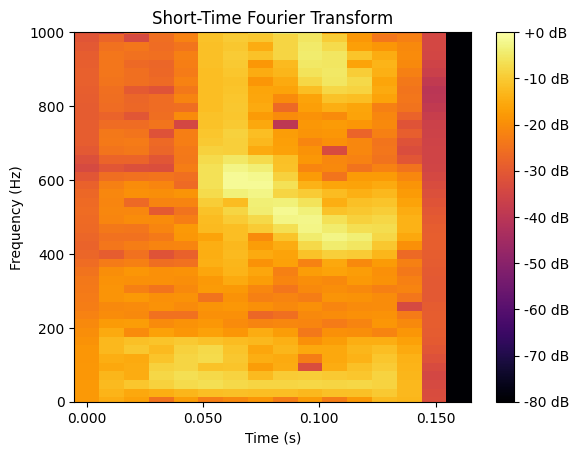 Short-Time Fourier Transform
1000
800
600
400
200
0
Frequency (Hz)
0.000
0.050
0.100
0.150
Time (s)
+0 dB
-10 dB
-20 dB
-30 dB
-40 dB
-50 dB
-60 dB
-70 dB
-80 dB